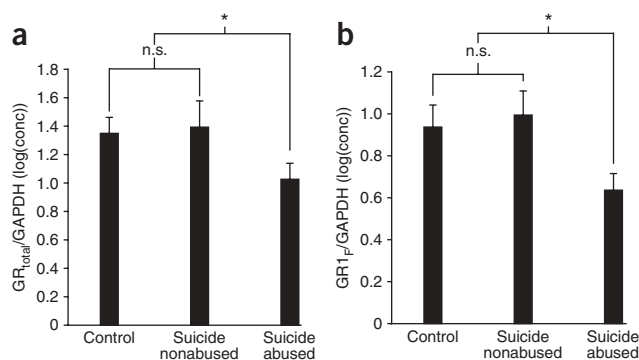 a
*
n.s.
1.8
1.6
1.4
1.2
1.0
0.8
0.6
0.4
0.2
0
GR_total/GAPDH (log(conc))
Control
Suicide nonabused
Suicide abused
b
*
n.s.
1.2
1.0
0.8
0.6
0.4
0.2
0
GR1_F/GAPDH (log(conc))
Control
Suicide nonabused
Suicide abused